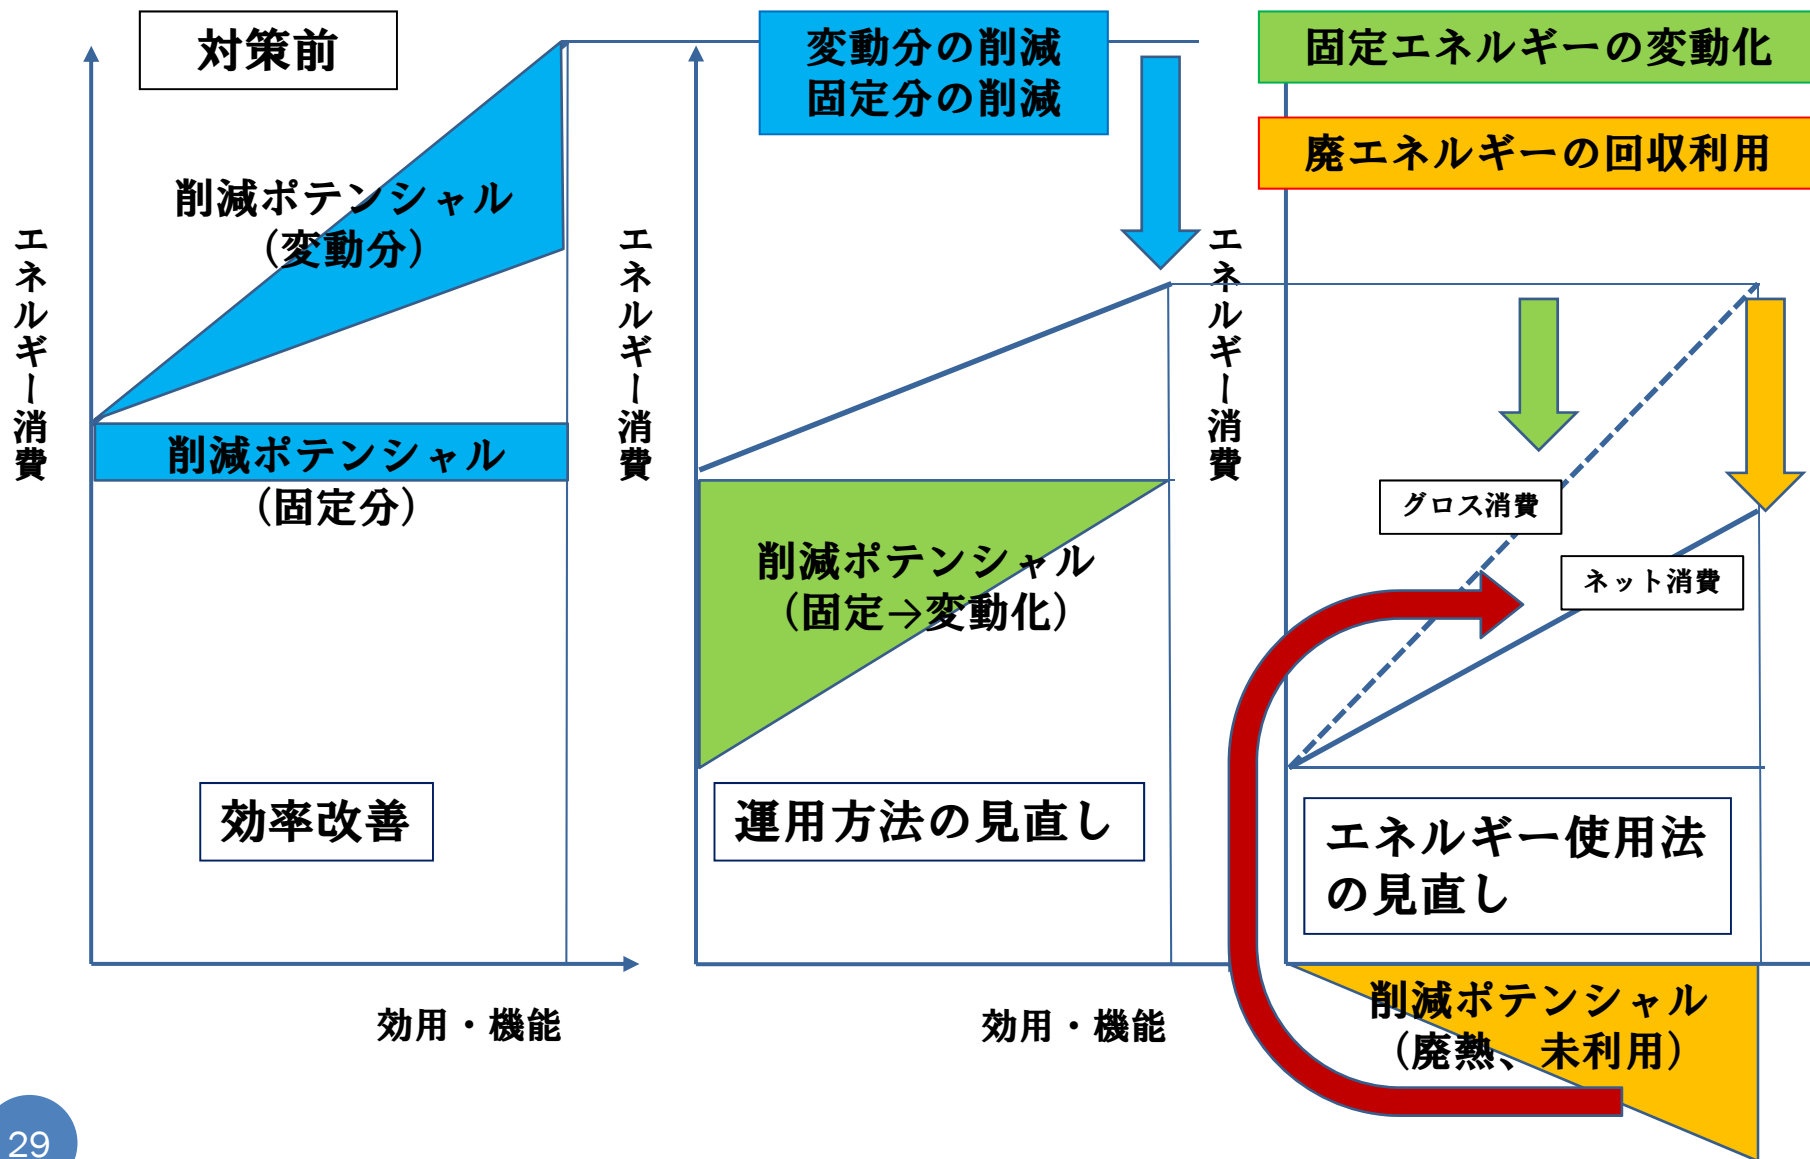 対策前
変動分の削減
固定分の削減
固定エネルギーの変動化
廃エネルギーの回収利用
エネルギー消費
削減ポテンシャル
(変動分)
削減ポテンシャル
(固定分)
効率改善
効用・機能
エネルギー消費
削減ポテンシャル
(固定→変動化)
運用方法の見直し
効用・機能
エネルギー消費
グロス消費
ネット消費
エネルギー使用法
の見直し
削減ポテンシャル
(廃熱、未利用)
29